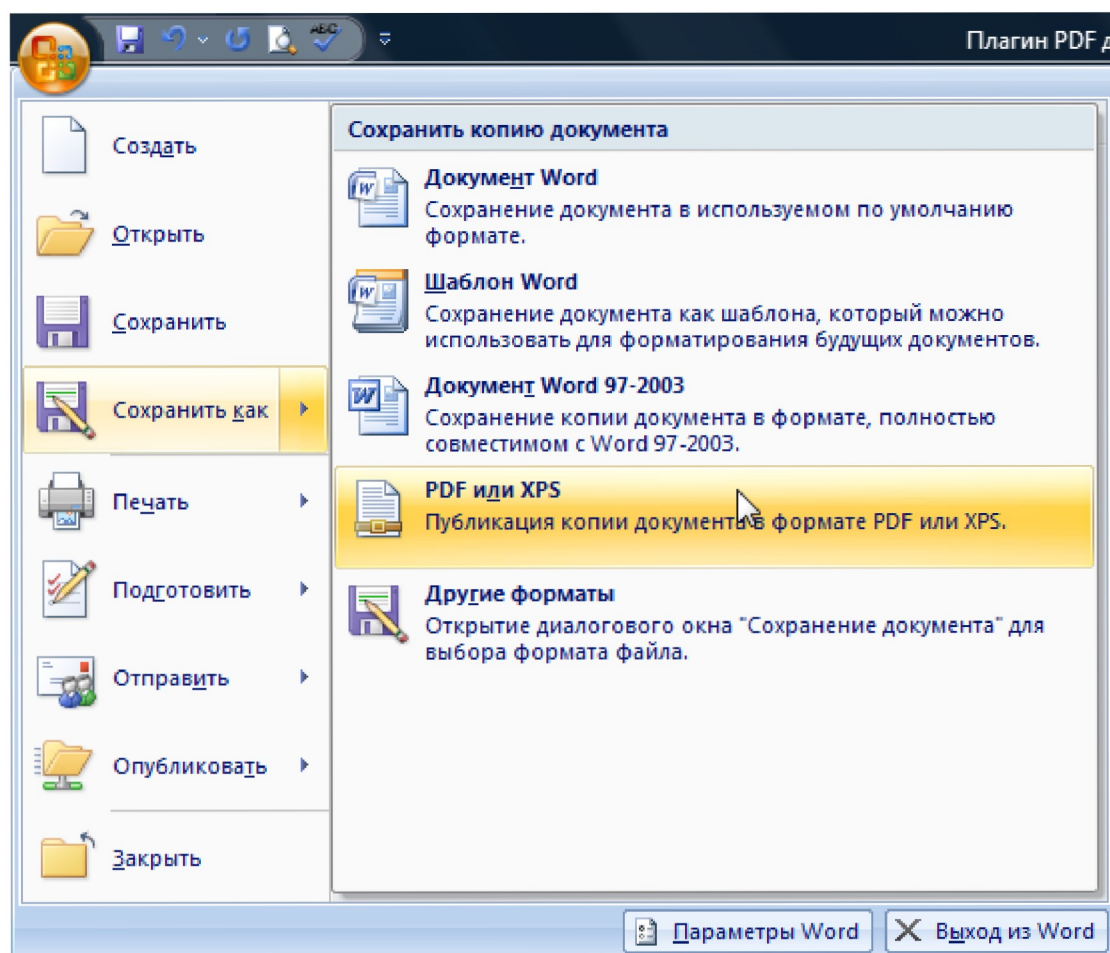 Плагин PDF д
Создать
Открыть
Сохранить
Сохранить как
Печать
Подготовить
Отправить
Опубликовать
Закрыть
Сохранить копию документа
Документ Word
Сохранение документа в используемом по умолчанию
формате.
Шаблон Word
Сохранение документа как шаблона, который можно
использовать для форматирования будущих документов.
Документ Word 97-2003
Сохранение копии документа в формате, полностью
совместимом с Word 97-2003.
PDF или XPS
Публикация копии документа в формате PDF или XPS.
Другие форматы
Открытие диалогового окна "Сохранение документа" для
выбора формата файла.
Параметры Word
Выход из Word